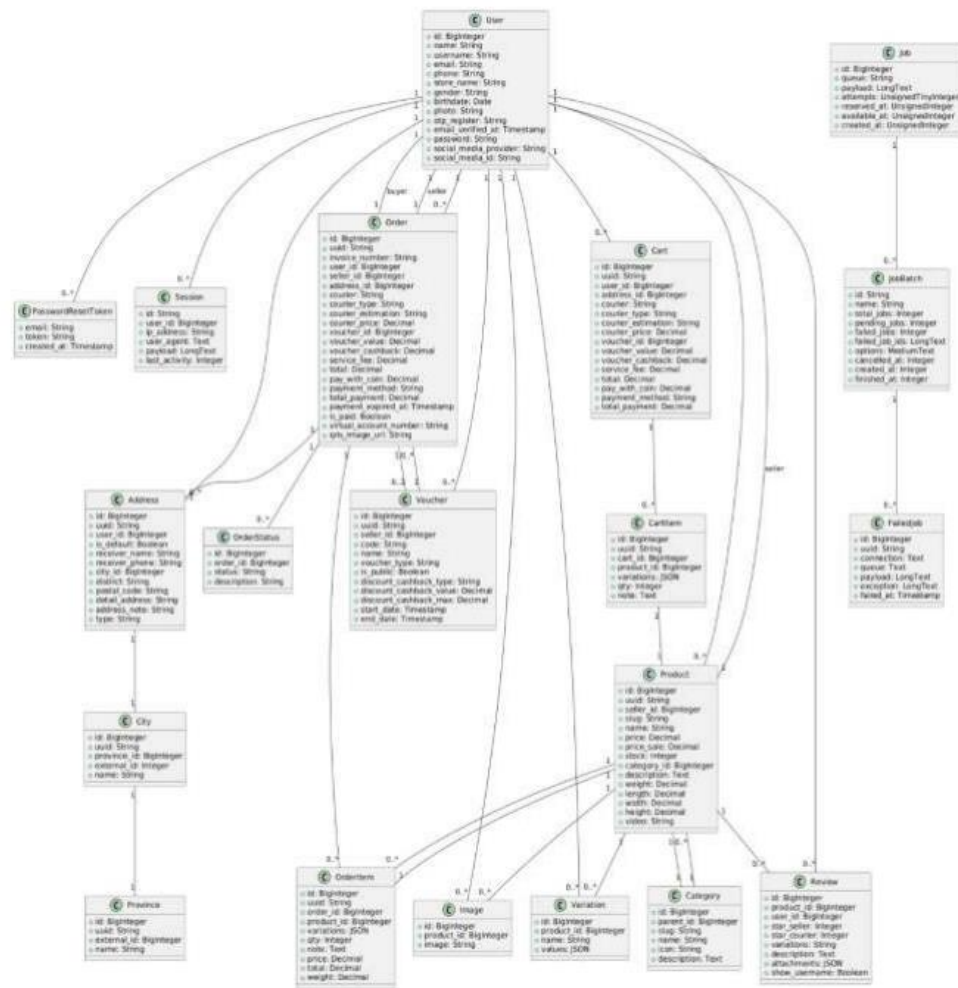 C User
id: BigInteger
name: String
username: String
email: String
phone: String
store_name: String
gender: String
birthdate: Date
photo: String
otp_register: String
email_verified_at: Timestamp
password: String
social_media_provider: String
social_media_id: String
C Job
id: BigInteger
queue: String
payload: LongText
attempts: UnsignedTinyInteger
reserved_at: UnsignedInteger
available_at: UnsignedInteger
created_at: UnsignedInteger
buyer
seller
C Order
id: BigInteger
uuid: String
invoice_number: String
user_id: BigInteger
seller_id: BigInteger
address_id: BigInteger
courier: String
courier_type: String
courier_estimation: String
courier_price: Decimal
voucher_id: BigInteger
voucher_value: Decimal
voucher_cashback: Decimal
service_fee: Decimal
total: Decimal
pay_with_coin: Decimal
payment_method: String
total_payment: Decimal
payment_expired_at: Timestamp
is_paid: Boolean
virtual_account_number: String
qris_image_url: String
C Cart
id: BigInteger
uuid: String
user_id: BigInteger
address_id: BigInteger
courier: String
courier_type: String
courier_estimation: String
courier_price: Decimal
voucher_id: BigInteger
voucher_value: Decimal
voucher_cashback: Decimal
service_fee: Decimal
total: Decimal
pay_with_coin: Decimal
payment_method: String
total_payment: Decimal
C JobBatch
id: String
name: String
total_jobs: Integer
pending_jobs: Integer
failed_jobs: Integer
failed_job_ids: LongText
options: MediumText
cancelled_at: Integer
created_at: Integer
finished_at: Integer
C PasswordResetToken
email: String
token: String
created_at: Timestamp
C Session
id: String
user_id: BigInteger
ip_address: String
user_agent: Text
payload: LongText
last_activity: Integer
seller
C Address
id: BigInteger
uuid: String
user_id: BigInteger
is_default: Boolean
receiver_name: String
receiver_phone: String
city_id: BigInteger
district: String
postal_code: String
detail_address: String
address_note: String
type: String
C OrderStatus
id: BigInteger
order_id: BigInteger
status: String
description: String
C Voucher
id: BigInteger
uuid: String
seller_id: BigInteger
code: String
name: String
voucher_type: String
is_public: Boolean
discount_cashback_type: String
discount_cashback_value: Decimal
discount_cashback_max: Decimal
start_date: Timestamp
end_date: Timestamp
C CartItem
id: BigInteger
uuid: String
cart_id: BigInteger
product_id: BigInteger
variations: JSON
qty: Integer
note: Text
C FailedJob
id: BigInteger
uuid: String
connection: Text
queue: Text
payload: LongText
exception: LongText
failed_at: Timestamp
C Product
id: BigInteger
uuid: String
seller_id: BigInteger
slug: String
name: String
price: Decimal
price_sale: Decimal
stock: Integer
category_id: BigInteger
description: Text
weight: Decimal
length: Decimal
width: Decimal
height: Decimal
video: String
C City
id: BigInteger
uuid: String
province_id: BigInteger
external_id: Integer
name: String
C Province
id: BigInteger
uuid: String
external_id: BigInteger
name: String
C OrderItem
id: BigInteger
uuid: String
order_id: BigInteger
product_id: BigInteger
variations: JSON
qty: Integer
note: Text
price: Decimal
total: Decimal
weight: Decimal
C Image
id: BigInteger
product_id: BigInteger
image: String
C Variation
id: BigInteger
product_id: BigInteger
name: String
values: JSON
C Category
id: BigInteger
parent_id: BigInteger
slug: String
name: String
icon: String
description: Text
C Review
id: BigInteger
product_id: BigInteger
user_id: BigInteger
star_seller: Integer
star_courier: Integer
variations: String
description: Text
attachments: JSON
show_username: Boolean